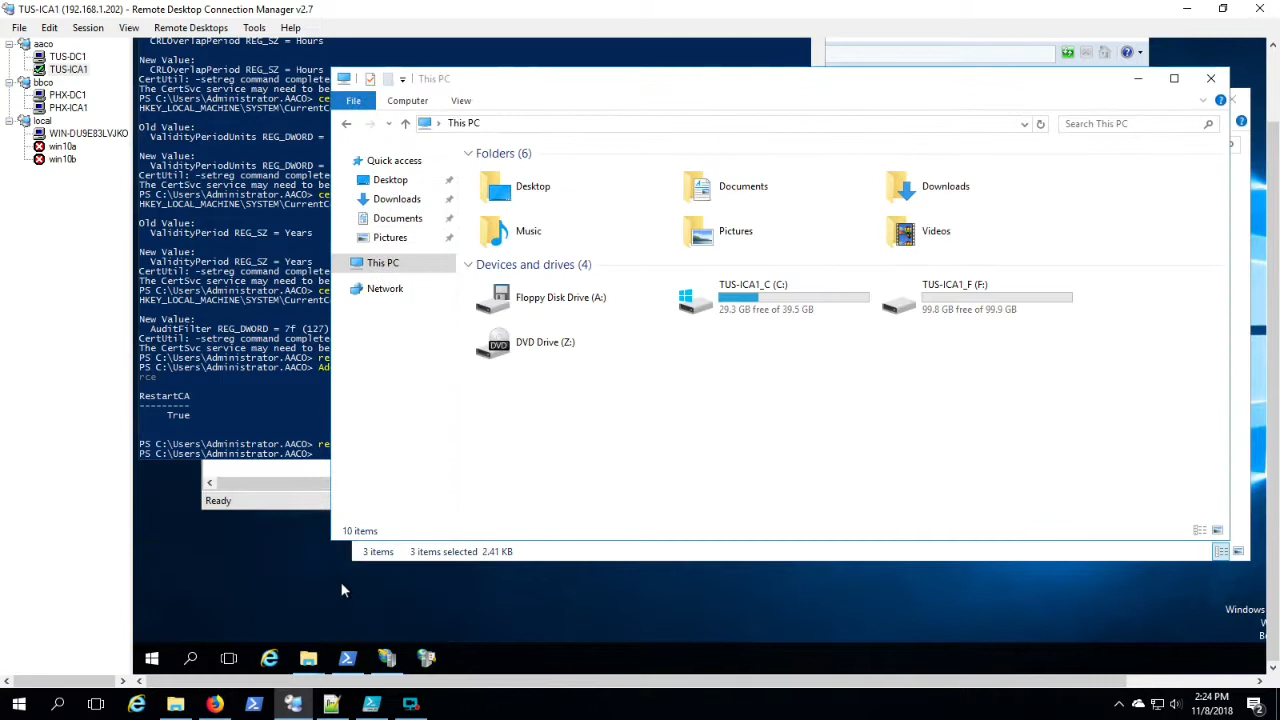 TUS-ICA1 (192.168.1.202) - Remote Desktop Connection Manager v2.7
File Edit Session View Remote Desktops Tools Help
aaco
TUS-DC1
TUS-ICA1
bbco
PHX-DC1
PHX-ICA1
local
WIN-DU9E83LVJKO
win10a
win10b
CRLOverlapPeriod REG_SZ = Hours
New Value:
CRLOverlapPeriod REG_SZ = Hours
CertUtil: -setreg command complete
The CertSvc service may need to be
PS C:\Users\Administrator.AACO> ce
HKEY_LOCAL_MACHINE\SYSTEM\CurrentC
Old Value:
ValidityPeriodUnits REG_DWORD =
New Value:
ValidityPeriodUnits REG_DWORD =
CertUtil: -setreg command complete
The CertSvc service may need to be
PS C:\Users\Administrator.AACO> ce
HKEY_LOCAL_MACHINE\SYSTEM\CurrentC
Old Value:
ValidityPeriod REG_SZ = Years
New Value:
ValidityPeriod REG_SZ = Years
CertUtil: -setreg command complete
The CertSvc service may need to be
PS C:\Users\Administrator.AACO> ce
HKEY_LOCAL_MACHINE\SYSTEM\CurrentC
New Value:
AuditFilter REG_DWORD = 7f (127)
CertUtil: -setreg command complete
The CertSvc service may need to be
PS C:\Users\Administrator.AACO> re
PS C:\Users\Administrator.AACO> Ad
rce
RestartCA
---------
True
PS C:\Users\Administrator.AACO> re
PS C:\Users\Administrator.AACO>
Ready
This PC
File Computer View
This PC
Search This PC
Quick access
Desktop
Downloads
Documents
Pictures
This PC
Network
Folders (6)
Desktop Documents Downloads
Music Pictures Videos
Devices and drives (4)
Floppy Disk Drive (A:)
TUS-ICA1_C (C:)
29.3 GB free of 39.5 GB
TUS-ICA1_F (F:)
99.8 GB free of 99.9 GB
DVD Drive (Z:)
10 items
3 items 3 items selected 2.41 KB
Windows
W
Be
2:24 PM
11/8/2018
2